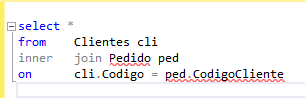 select *
from Clientes cli
inner join Pedido ped
on cli.Codigo = ped.CodigoCliente